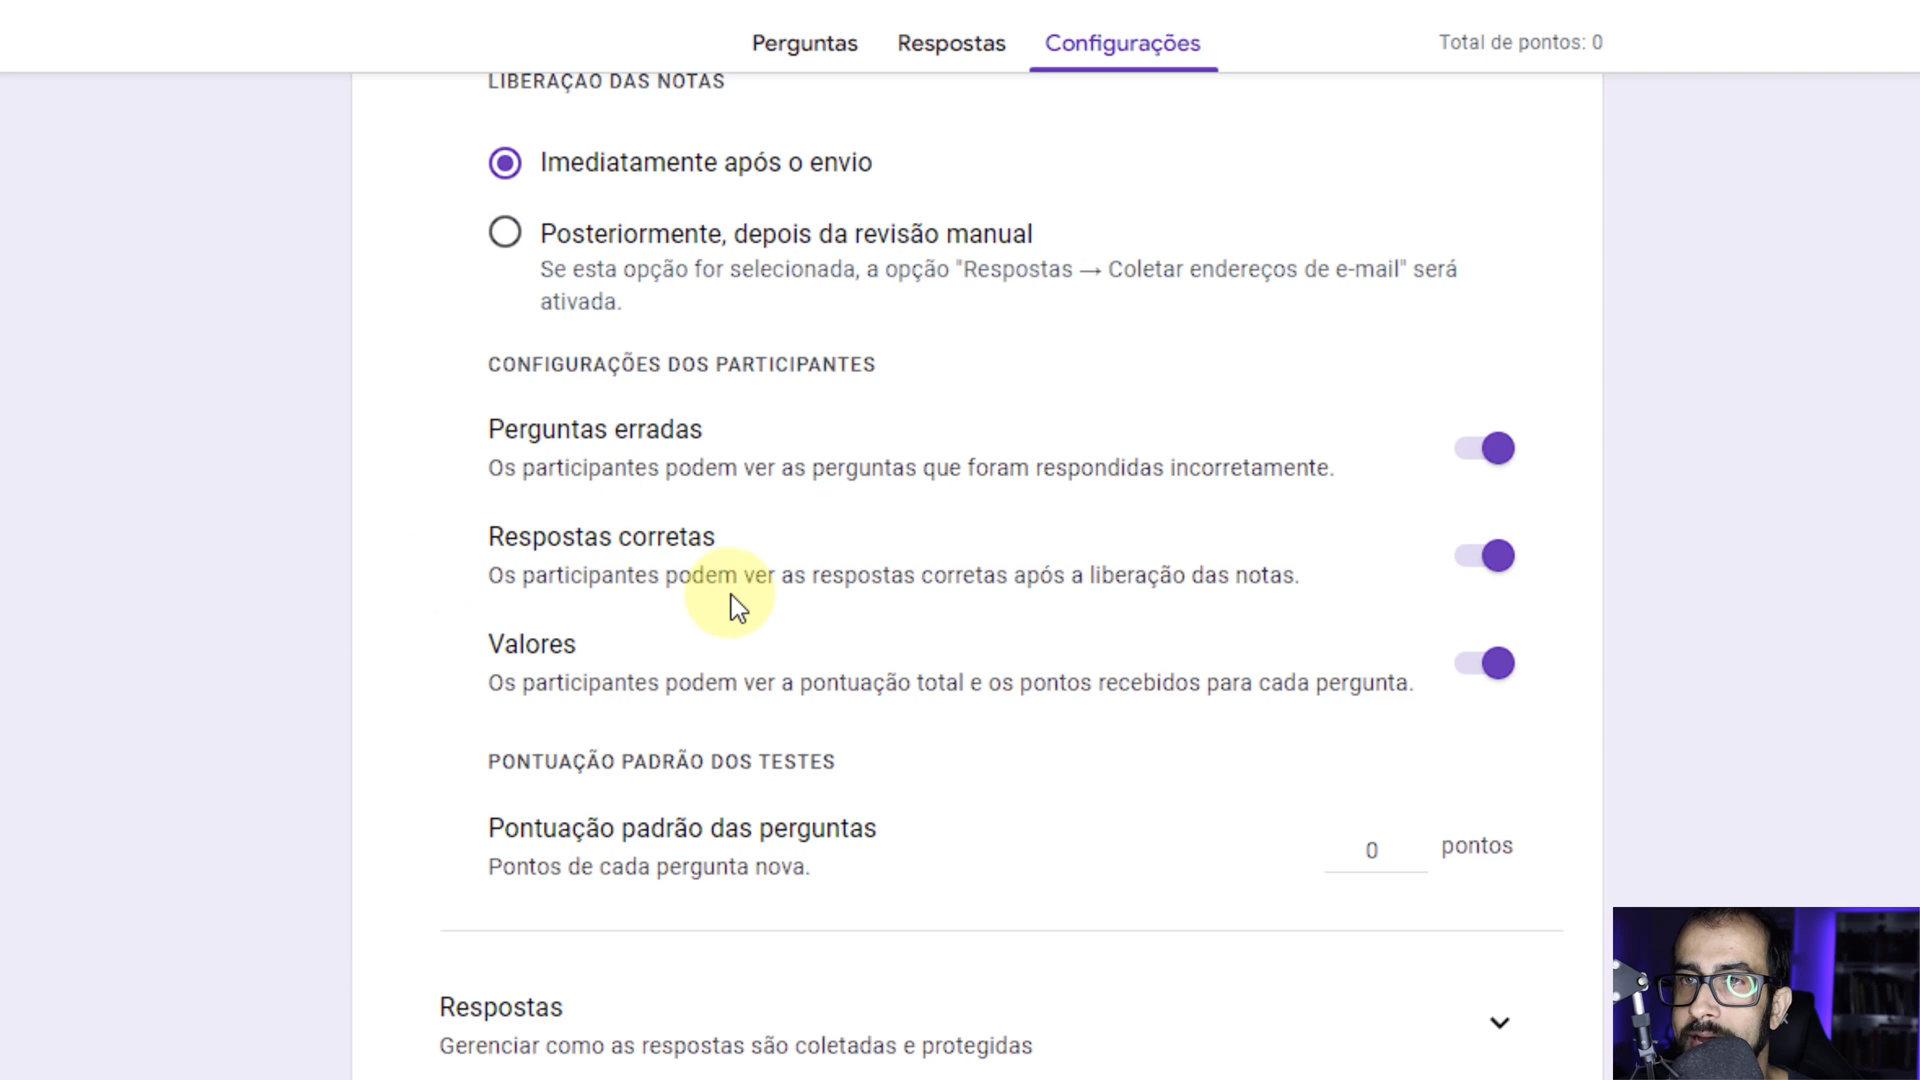 Perguntas Respostas Configurações Total de pontos: 0
LIBERAÇÃO DAS NOTAS
Imediatamente após o envio
Posteriormente, depois da revisão manual
Se esta opção for selecionada, a opção "Respostas → Coletar endereços de e-mail" será
ativada.
CONFIGURAÇÕES DOS PARTICIPANTES
Perguntas erradas
Os participantes podem ver as perguntas que foram respondidas incorretamente.
Respostas corretas
Os participantes podem ver as respostas corretas após a liberação das notas.
Valores
Os participantes podem ver a pontuação total e os pontos recebidos para cada pergunta.
PONTUAÇÃO PADRÃO DOS TESTES
Pontuação padrão das perguntas
Pontos de cada pergunta nova.
0 pontos
Respostas
Gerenciar como as respostas são coletadas e protegidas